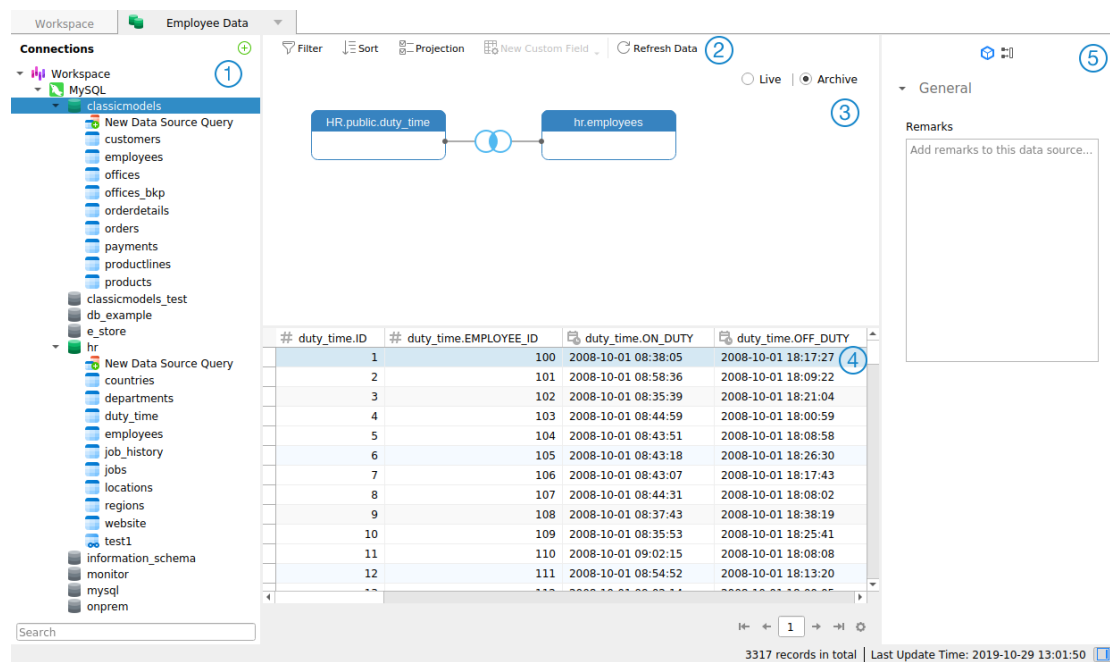 Workspace
Employee Data
Connections
1
Workspace
MySQL
classicmodels
New Data Source Query
customers
employees
offices
offices_bkp
orderdetails
orders
payments
productlines
products
classicmodels_test
db_example
e_store
hr
New Data Source Query
countries
departments
duty_time
employees
job_history
jobs
locations
regions
website
test1
information_schema
monitor
mysql
onprem
Search
Filter Sort Projection New Custom Field Refresh Data 2
Live Archive
3
HR.public.duty_time hr.employees
# duty_time.ID # duty_time.EMPLOYEE_ID duty_time.ON_DUTY duty_time.OFF_DUTY
1 100 2008-10-01 08:38:05 2008-10-01 18:17:27
4
2 101 2008-10-01 08:58:36 2008-10-01 18:09:22
3 102 2008-10-01 08:35:39 2008-10-01 18:21:04
4 103 2008-10-01 08:44:59 2008-10-01 18:00:59
5 104 2008-10-01 08:43:51 2008-10-01 18:08:58
6 105 2008-10-01 08:43:18 2008-10-01 18:26:30
7 106 2008-10-01 08:43:07 2008-10-01 18:17:43
8 107 2008-10-01 08:44:31 2008-10-01 18:08:02
9 108 2008-10-01 08:37:43 2008-10-01 18:38:19
10 109 2008-10-01 08:35:53 2008-10-01 18:25:41
11 110 2008-10-01 09:02:15 2008-10-01 18:08:08
12 111 2008-10-01 08:54:52 2008-10-01 18:13:20
1
5
General
Remarks
Add remarks to this data source...
3317 records in total Last Update Time: 2019-10-29 13:01:50